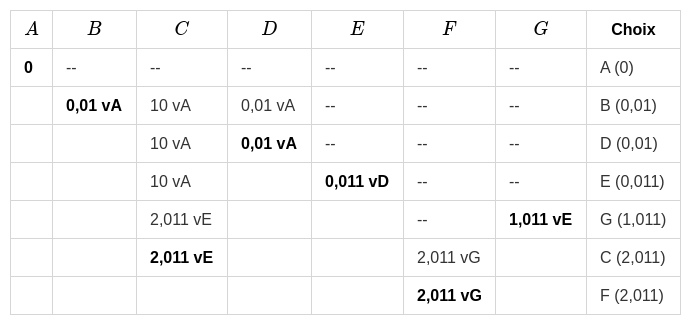 A B C D E F G Choix
0 -- -- -- -- -- -- A (0)
0,01 vA 10 vA 0,01 vA -- -- -- B (0,01)
10 vA 0,01 vA -- -- -- D (0,01)
10 vA 0,011 vD -- -- E (0,011)
2,011 vE -- 1,011 vE G (1,011)
2,011 vE 2,011 vG C (2,011)
2,011 vG F (2,011)